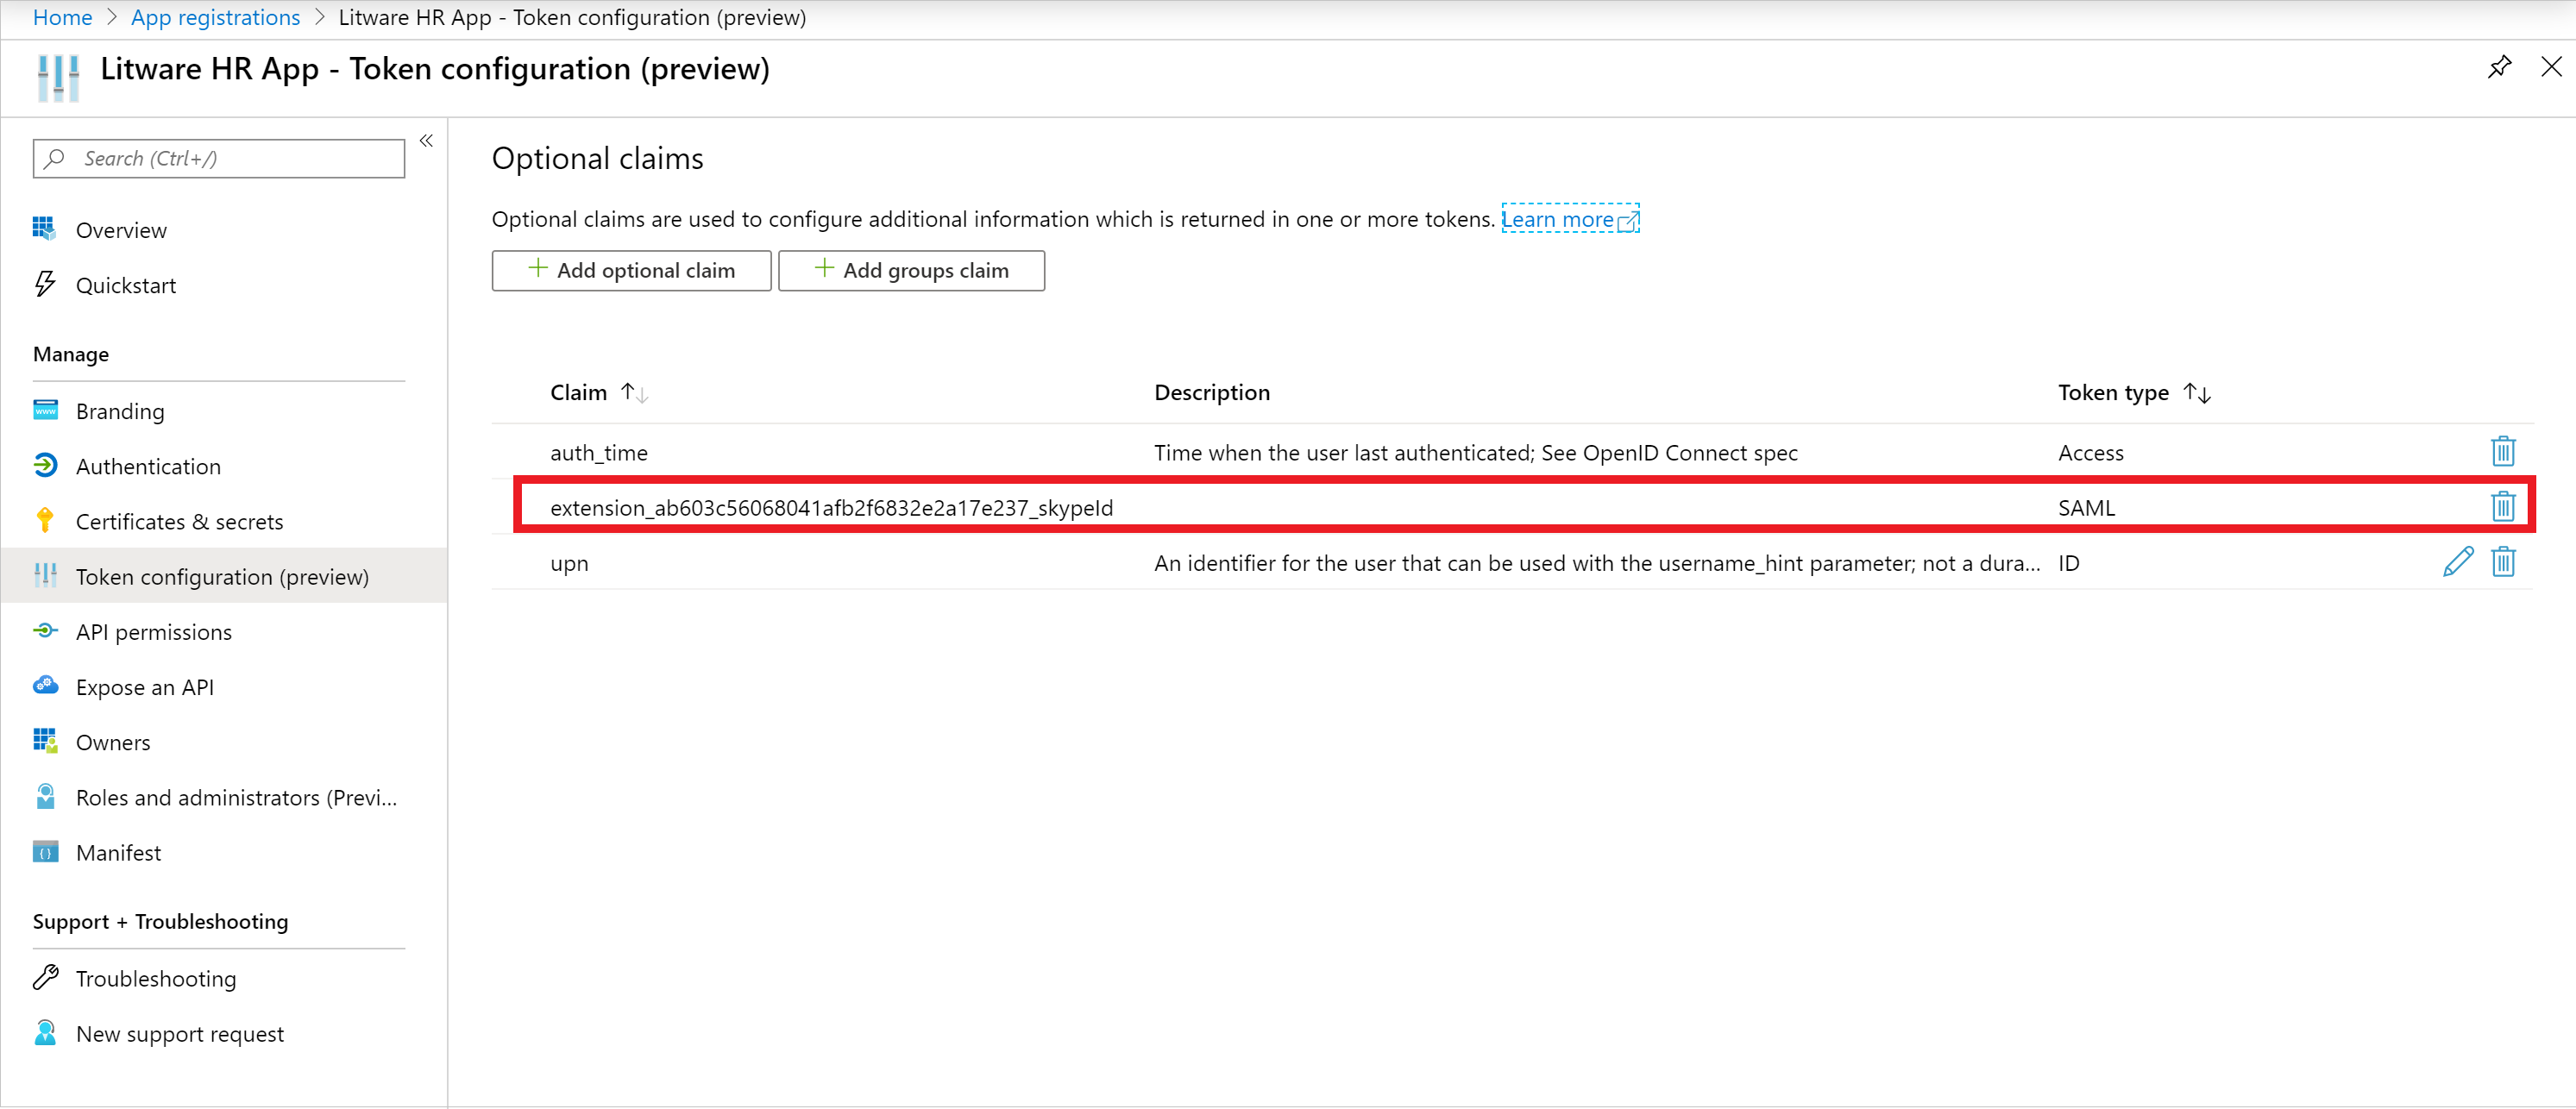 Home > App registrations > Litware HR App - Token configuration (preview)
Litware HR App - Token configuration (preview)
Search (Ctrl+/)
Overview
Quickstart
Manage
Branding
Authentication
Certificates & secrets
Token configuration (preview)
API permissions
Expose an API
Owners
Roles and administrators (Previ...
Manifest
Support + Troubleshooting
Troubleshooting
New support request
Optional claims
Optional claims are used to configure additional information which is returned in one or more tokens. Learn more
+ Add optional claim + Add groups claim
Claim Description Token type
auth_time Time when the user last authenticated; See OpenID Connect spec Access
extension_ab603c56068041afb2f6832e2a17e237_skypeId SAML
upn An identifier for the user that can be used with the username_hint parameter; not a dura... ID